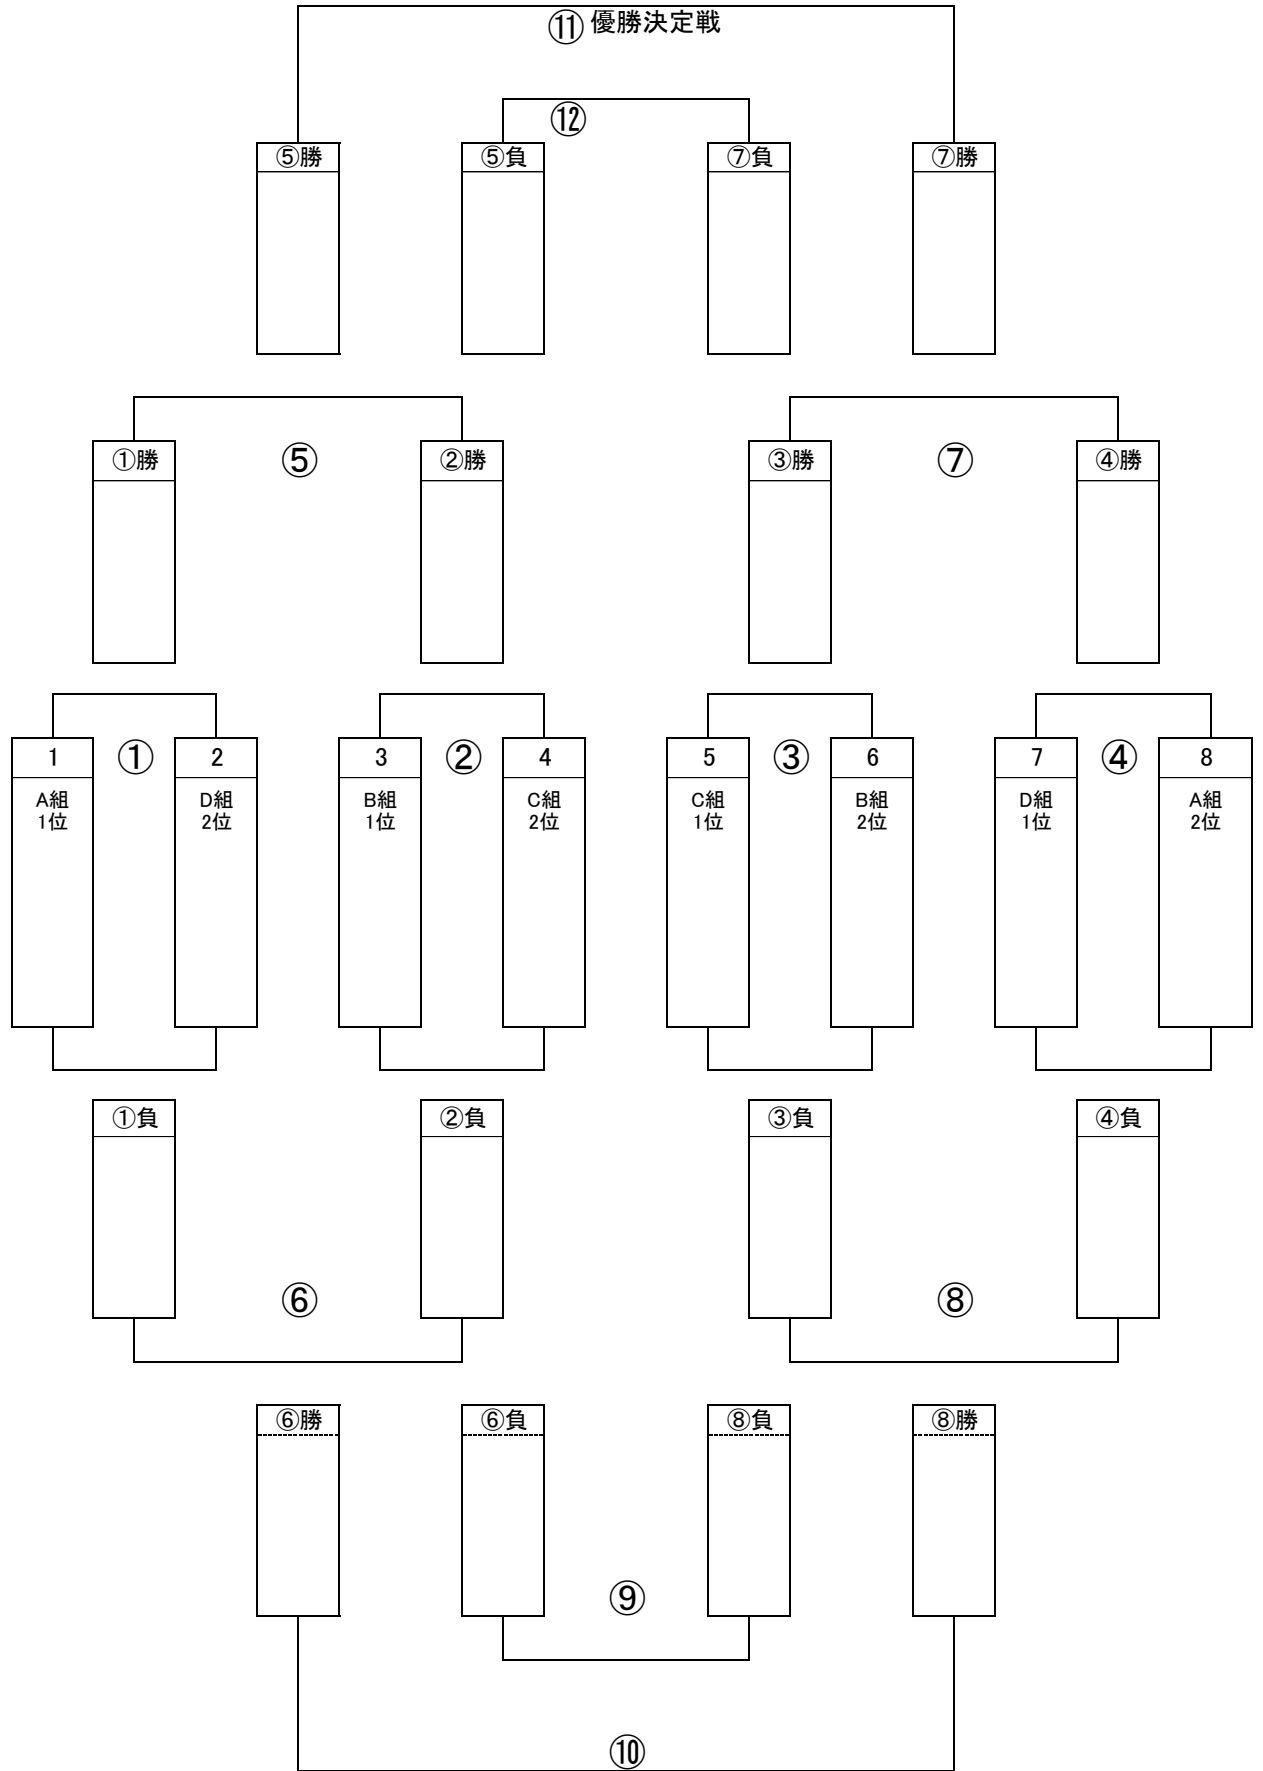 ⑪ 優勝決定戦
⑫
⑤勝 ⑤負 ⑦負 ⑦勝
①勝 ⑤ ②勝 ③勝 ⑦ ④勝
1 ① 2 3 ② 4 5 ③ 6 7 ④ 8
A組 D組 B組 C組 C組 B組 D組 A組
1位 2位 1位 2位 1位 2位 1位 2位
①負 ②負 ③負 ④負
⑥ ⑧
⑥勝 ⑥負 ⑧負 ⑧勝
⑨
⑩